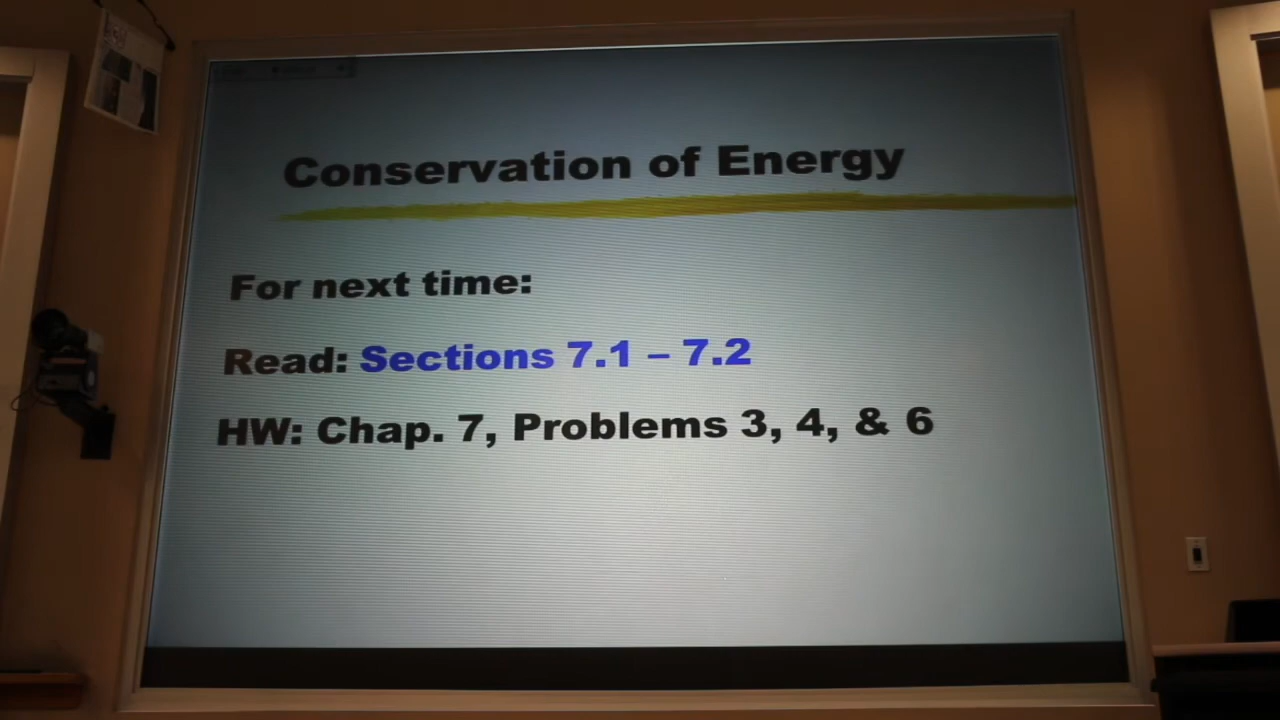 Conservation of Energy
For next time:
Read: Sections 7.1 – 7.2
HW: Chap. 7, Problems 3, 4, & 6